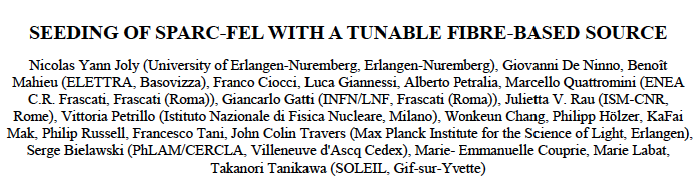 SEEDING OF SPARC-FEL WITH A TUNABLE FIBRE-BASED SOURCE
Nicolas Yann Joly (University of Erlangen-Nuremberg, Erlangen-Nuremberg), Giovanni De Ninno, Benoît
Mahieu (ELETTRA, Basovizza), Franco Ciocci, Luca Giannessi, Alberto Petralia, Marcello Quattromini (ENEA
C.R. Frascati, Frascati (Roma)), Giancarlo Gatti (INFN/LNF, Frascati (Roma)), Julietta V. Rau (ISM-CNR,
Rome), Vittoria Petrillo (Istituto Nazionale di Fisica Nucleare, Milano), Wonkeun Chang, Philipp Hölzer, KaFai
Mak, Philip Russell, Francesco Tani, John Colin Travers (Max Planck Institute for the Science of Light, Erlangen),
Serge Bielawski (PhLAM/CERCLA, Villeneuve d'Ascq Cedex), Marie- Emmanuelle Couprie, Marie Labat,
Takanori Tanikawa (SOLEIL, Gif-sur-Yvette)